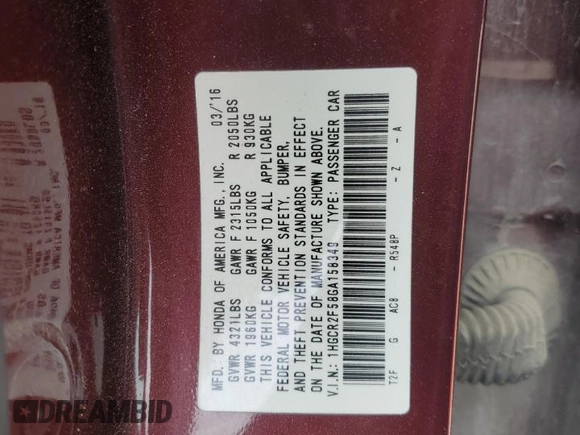 MFD. BY HONDA OF AMERICA MFG., INC. 03/'16
GVWR 4321LBS GAWR F 2315LBS R 2050LBS
GVWR 1960KG GAWR F 1050KG R 930KG
THIS VEHICLE CONFORMS TO ALL APPLICABLE
FEDERAL MOTOR VEHICLE SAFETY, BUMPER,
AND THEFT PREVENTION STANDARDS IN EFFECT
ON THE DATE OF MANUFACTURE SHOWN ABOVE.
V.I.N.: 1HGCR2F58GA158349 TYPE: PASSENGER CAR
T2F G AC8 - R548P - Z - A
DREAMBID